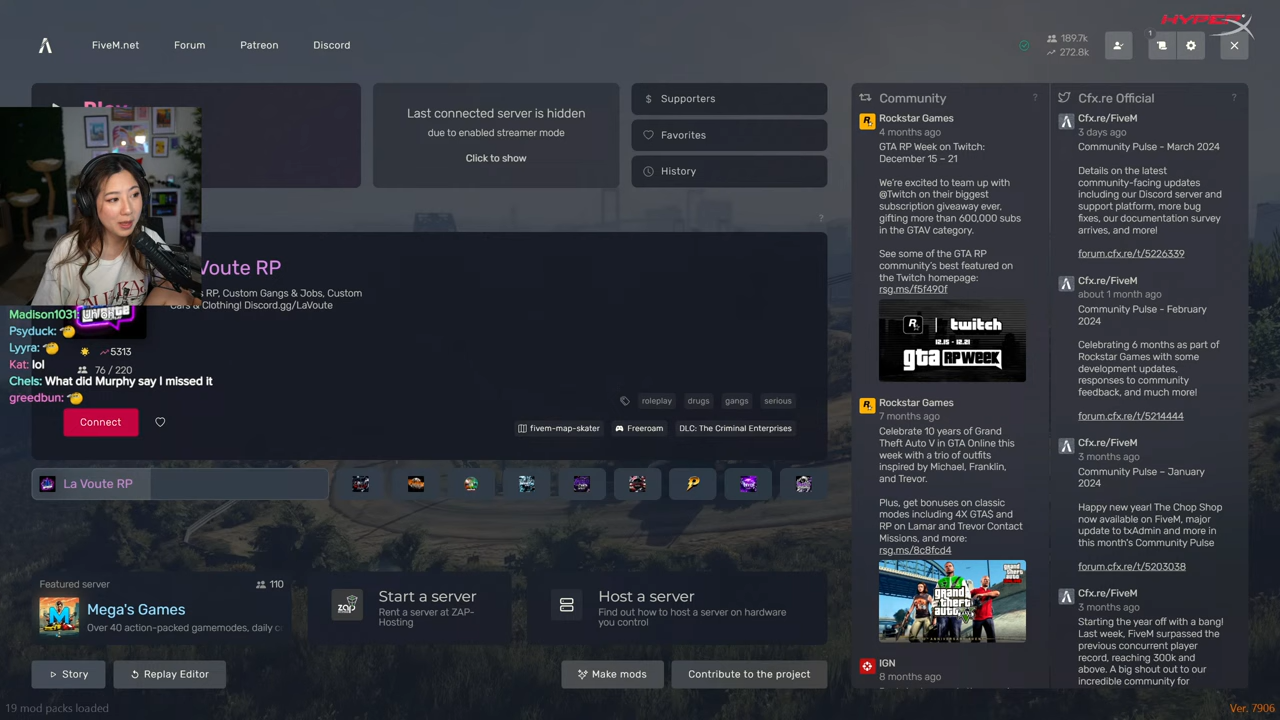 FiveM.net
Forum
Patreon
Discord
189.7k
272.8k
1
HYPERX
Play
Last connected server is hidden
due to enabled streamer mode
Click to show
$ Supporters
Favorites
History
?
Voute RP
RP, Custom Gangs & Jobs, Custom
& Clothing! Discord.gg/LaVoute
5313
76 / 220
Madison1031:
Psyduck:
Lyyra:
Kat: lol
Chels: What did Murphy say I missed it
greedbun:
Connect
roleplay
drugs
gangs
serious
fivem-map-skater
Freeroam
DLC: The Criminal Enterprises
La Voute RP
Featured server
110
Mega's Games
Over 40 action-packed gamemodes, daily c
ZAP
Start a server
Rent a server at ZAP-
Hosting
Host a server
Find out how to host a server on hardware
you control
Story
Replay Editor
Make mods
Contribute to the project
19 mod packs loaded
Community
?
Rockstar Games
4 months ago
GTA RP Week on Twitch:
December 15 – 21
We're excited to team up with
@Twitch on their biggest
subscription giveaway ever,
gifting more than 600,000 subs
in the GTAV category.
See some of the GTA RP
community's best featured on
the Twitch homepage:
rsg.ms/f5f490f
R
twitch
12.15 - 12.21
gta RP WEEK
Rockstar Games
7 months ago
Celebrate 10 years of Grand
Theft Auto V in GTA Online this
week with a trio of outfits
inspired by Michael, Franklin,
and Trevor.
Plus, get bonuses on classic
modes including 4X GTA$ and
RP on Lamar and Trevor Contact
Missions, and more:
rsg.ms/8c8fcd4
grand
theft
auto
IGN
8 months ago
Cfx.re Official
?
Cfx.re/FiveM
3 days ago
Community Pulse - March 2024
Details on the latest
community-facing updates
including our Discord server and
support platform, more bug
fixes, our documentation survey
arrives, and more!
forum.cfx.re/t/5226339
Cfx.re/FiveM
about 1 month ago
Community Pulse - February
2024
Celebrating 6 months as part of
Rockstar Games with some
development updates,
responses to community
feedback, and much more!
forum.cfx.re/t/5214444
Cfx.re/FiveM
3 months ago
Community Pulse – January
2024
Happy new year! The Chop Shop
now available on FiveM, major
update to txAdmin and more in
this month's Community Pulse
forum.cfx.re/t/5203038
Cfx.re/FiveM
3 months ago
Starting the year off with a bang!
Last week, FiveM surpassed the
previous concurrent player
record, reaching 300k and
above. A big shout out to our
incredible community for
Ver. 7906